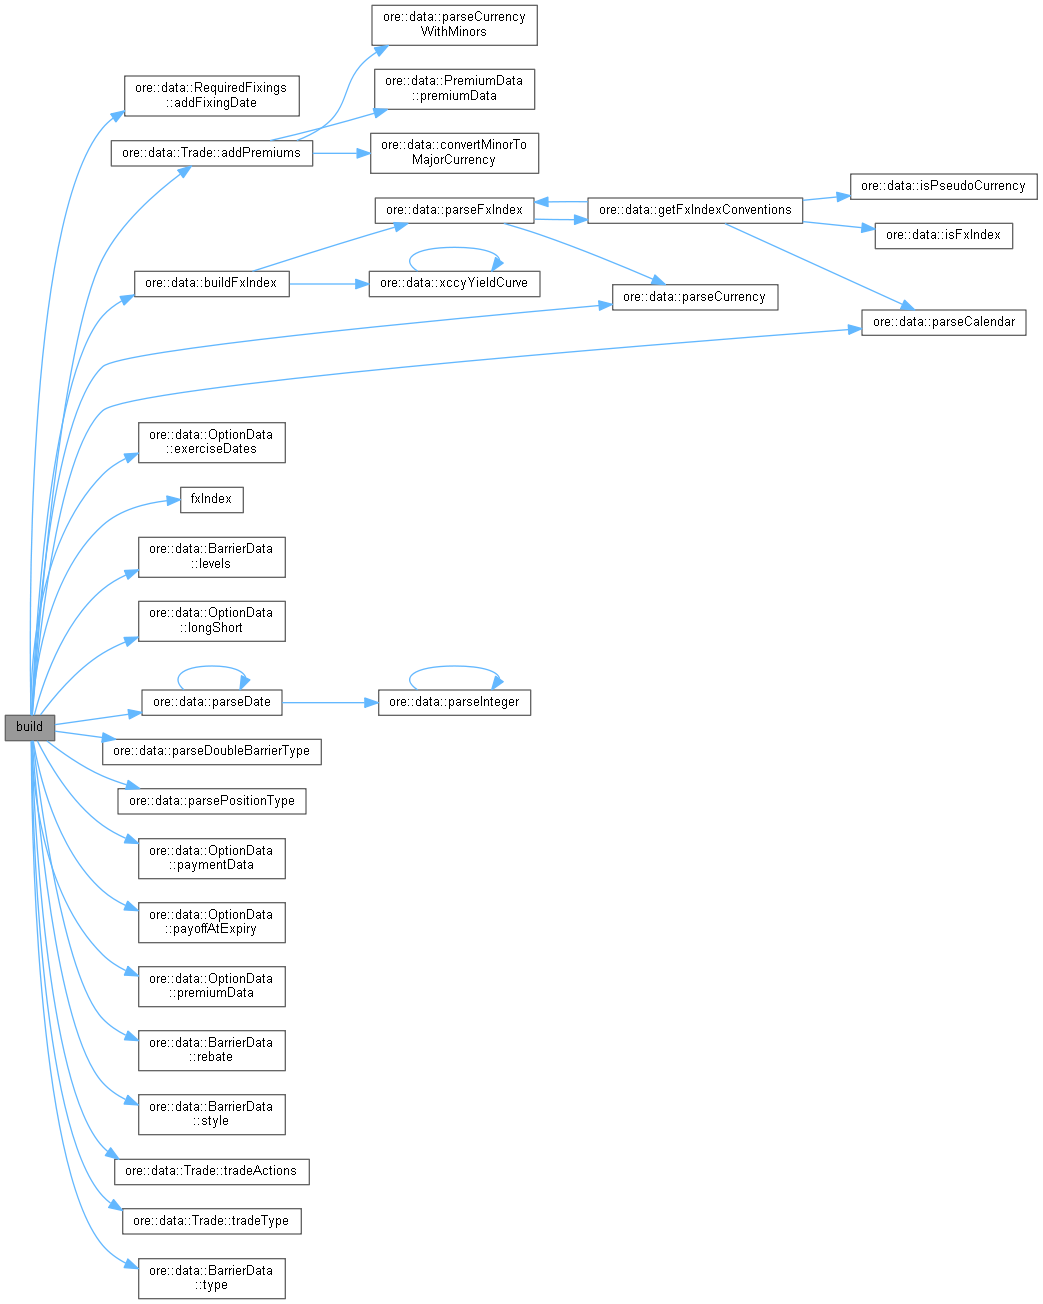 ore::data::parseCurrency
WithMinors
ore::data::RequiredFixings
::addFixingDate
ore::data::PremiumData
::premiumData
ore::data::Trade::addPremiums
ore::data::convertMinorTo
MajorCurrency
ore::data::isPseudoCurrency
ore::data::parseFxIndex
ore::data::getFxIndexConventions
ore::data::isFxIndex
ore::data::buildFxIndex
ore::data::xccyYieldCurve
ore::data::parseCurrency
ore::data::parseCalendar
ore::data::OptionData
::exerciseDates
fxIndex
ore::data::BarrierData
::levels
ore::data::OptionData
::longShort
ore::data::parseDate
ore::data::parseInteger
build
ore::data::parseDoubleBarrierType
ore::data::parsePositionType
ore::data::OptionData
::paymentData
ore::data::OptionData
::payoffAtExpiry
ore::data::OptionData
::premiumData
ore::data::BarrierData
::rebate
ore::data::BarrierData
::style
ore::data::Trade::tradeActions
ore::data::Trade::tradeType
ore::data::BarrierData
::type